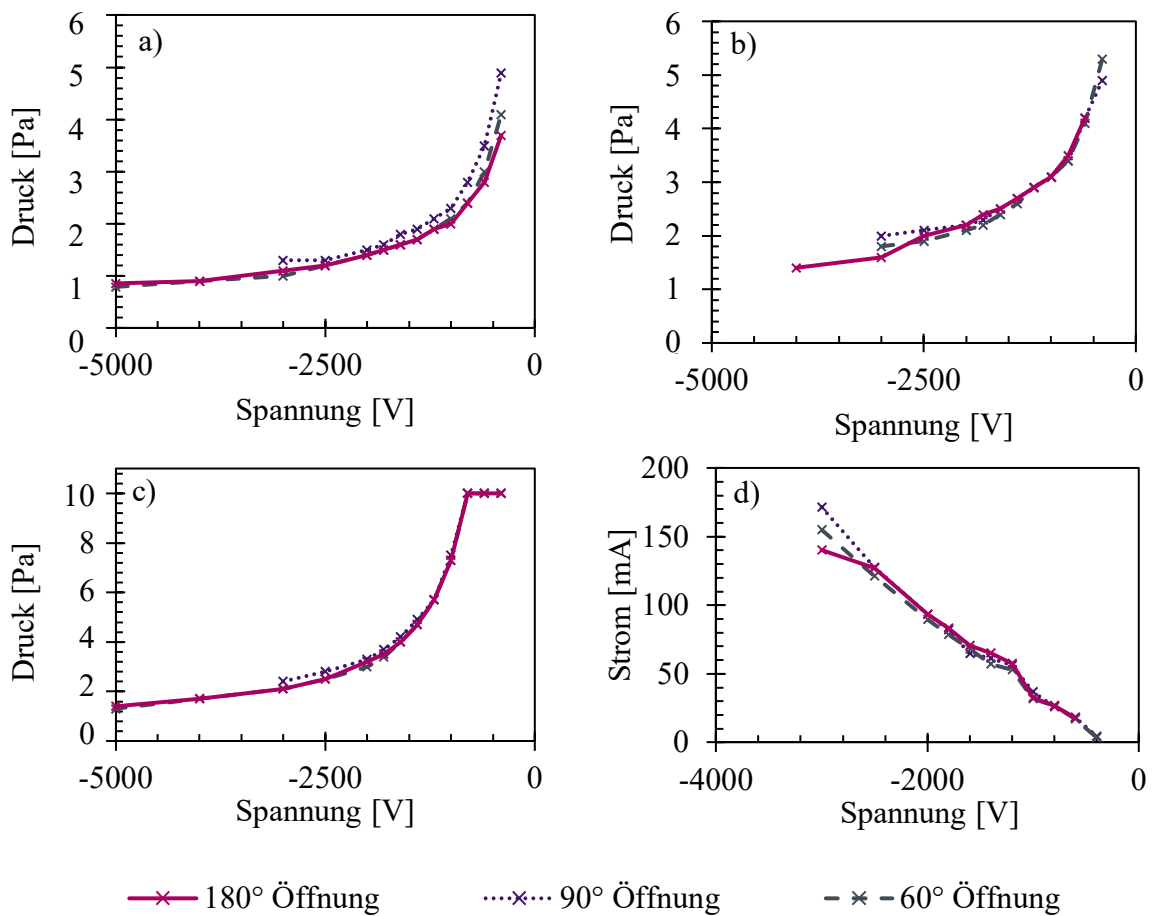 a)
6
5
4
3
2
1
0
Druck [Pa]
-5000
-2500
0
Spannung [V]
b)
6
5
4
3
2
1
0
Druck [Pa]
-5000
-2500
0
Spannung [V]
c)
10
8
6
4
2
0
Druck [Pa]
-5000
-2500
0
Spannung [V]
d)
200
150
100
50
0
Strom [mA]
-4000
-2000
0
Spannung [V]
180° Öffnung
90° Öffnung
60° Öffnung